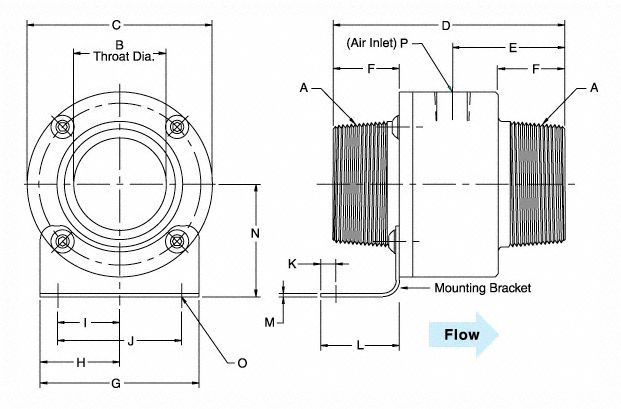 C
B
Throat Dia.
N
I
J
H
G
O
D
(Air Inlet) P
E
F
F
A
A
K
M
Mounting Bracket
L
Flow